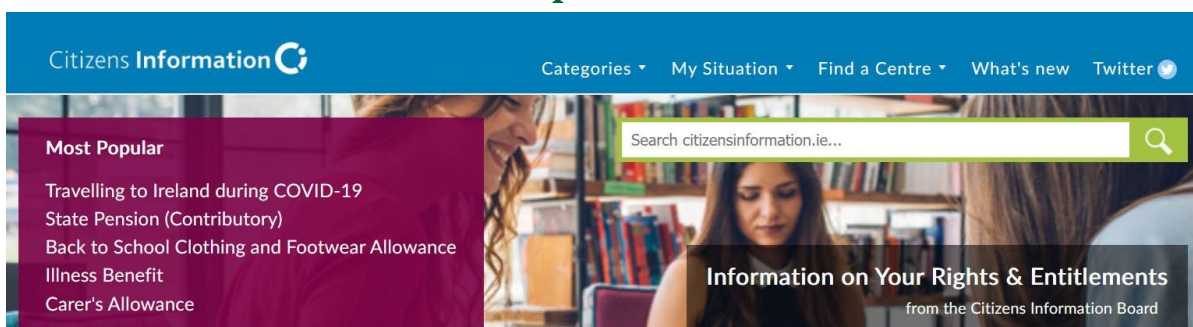 Citizens Information
Categories My Situation Find a Centre What's new Twitter
Most Popular
Travelling to Ireland during COVID-19
State Pension (Contributory)
Back to School Clothing and Footwear Allowance
Illness Benefit
Carer's Allowance
Search citizensinformation.ie...
Information on Your Rights & Entitlements
from the Citizens Information Board